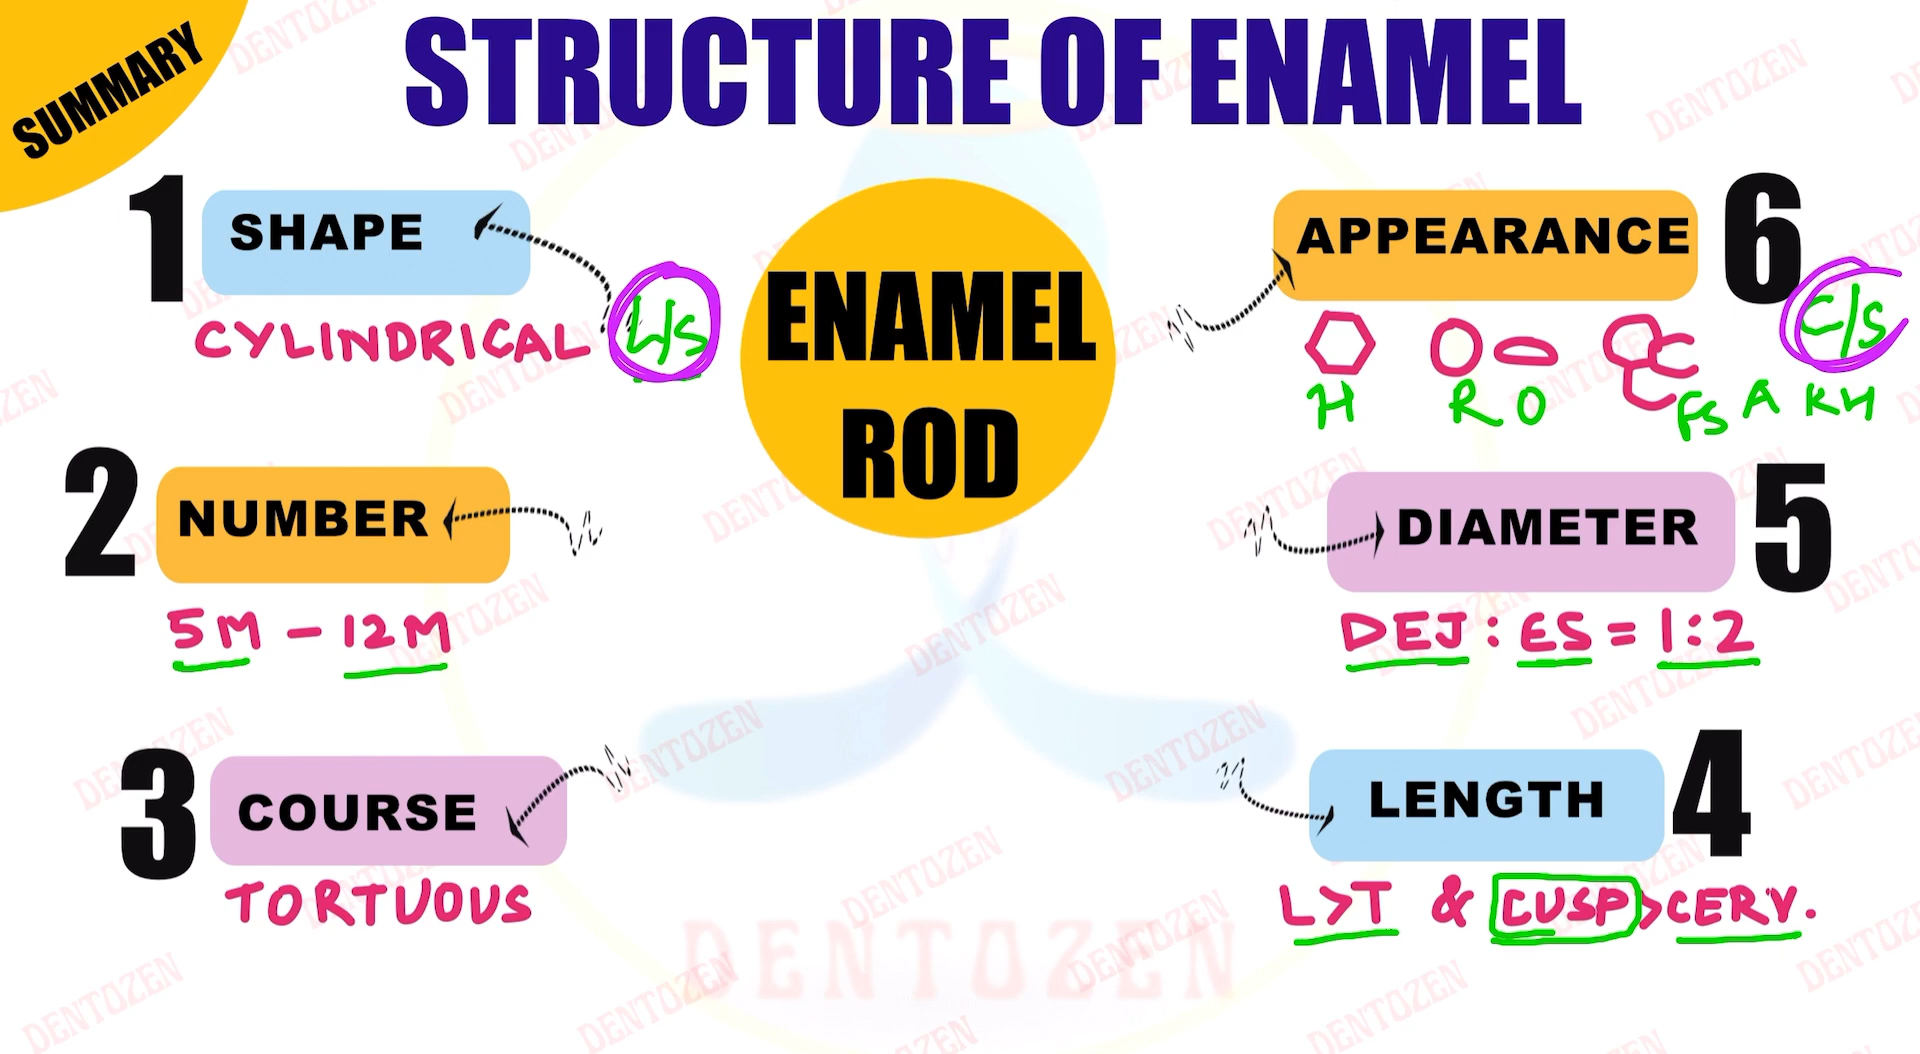 SUMMARY
STRUCTURE OF ENAMEL
ENAMEL
ROD
1
SHAPE
CYLINDRICAL L/S
2
NUMBER
5M - 12M
3
COURSE
TORTUOUS
6
APPEARANCE
C/S
H R O FS A KH
5
DIAMETER
DEJ : ES = 1:2
4
LENGTH
L>T & CUSP>CERV.
DENTOZEN